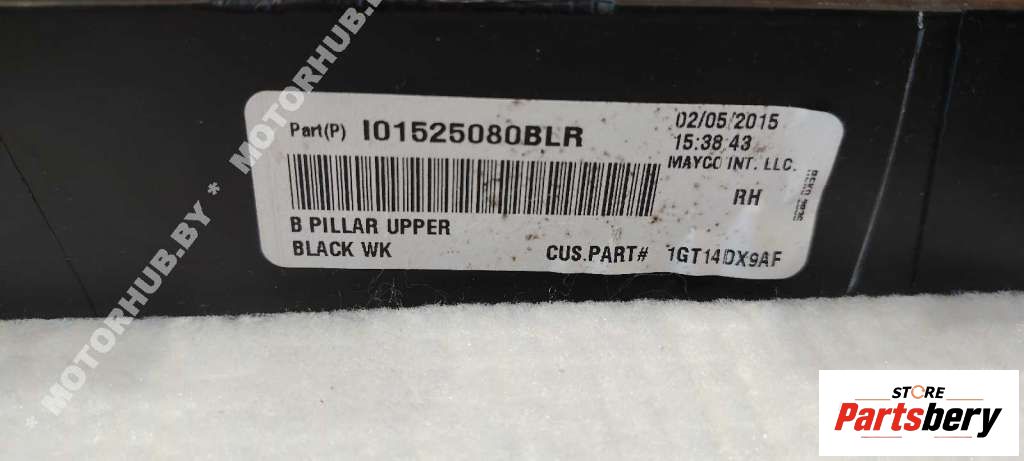 MOTORHUB.BY * MOTORHUB.BY
Part(P) I01525080BLR
02/05/2015
15:38:43
MAYCO INT. LLC.
RH
B PILLAR UPPER
BLACK WK
CUS.PART# 1GT14DX9AF
STORE
Partsbery